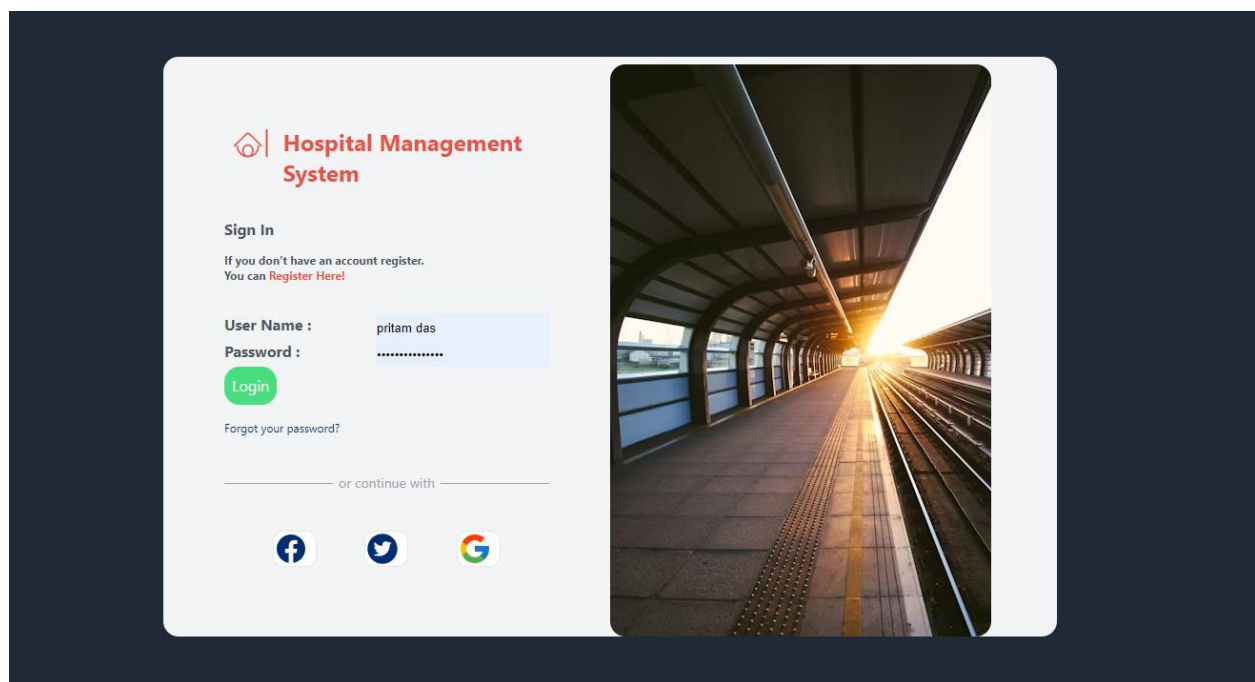 Hospital Management
System
Sign In
If you don't have an account register.
You can Register Here!
User Name : pritam das
Password : •••••••••••••••
Login
Forgot your password?
or continue with